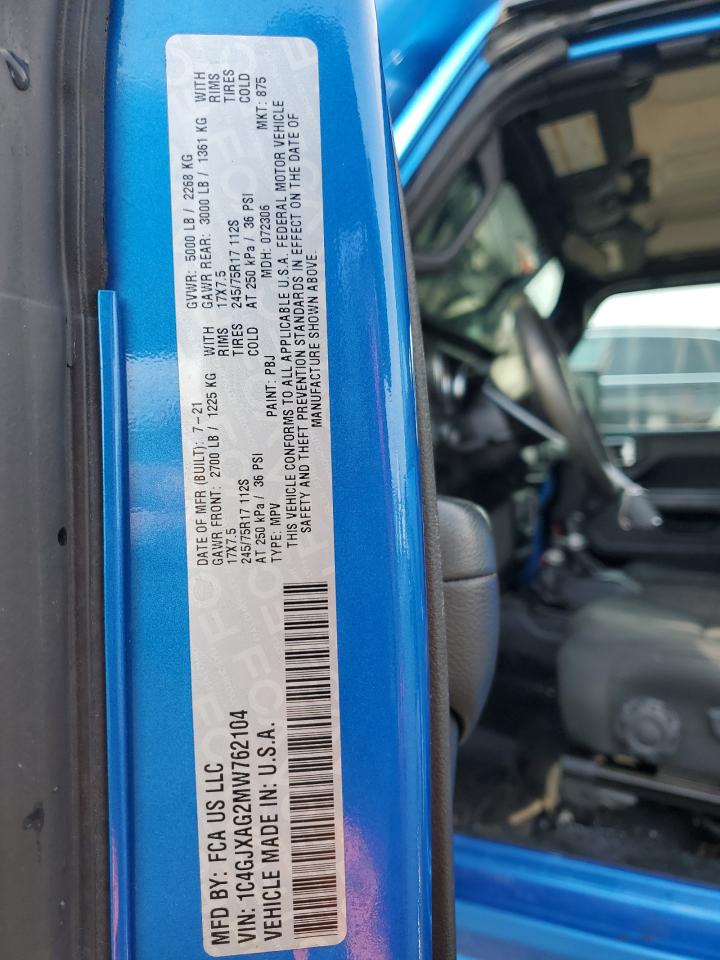 MFD BY: FCA US LLC
DATE OF MFR (BUILT): 7-21
GVWR: 5000 LB / 2268 KG
GAWR FRONT: 2700 LB / 1225 KG WITH
GAWR REAR: 3000 LB / 1361 KG WITH
17X7.5 RIMS
17X7.5 RIMS
245/75R17 112S TIRES
245/75R17 112S TIRES
AT 250 kPa / 36 PSI COLD
AT 250 kPa / 36 PSI COLD
VIN: 1C4GJXAG2MW762104
TYPE: MPV PAINT: PBJ MDH: 072306 MKT: 875
VEHICLE MADE IN: U.S.A.
THIS VEHICLE CONFORMS TO ALL APPLICABLE U.S.A. FEDERAL MOTOR VEHICLE
SAFETY AND THEFT PREVENTION STANDARDS IN EFFECT ON THE DATE OF
MANUFACTURE SHOWN ABOVE.